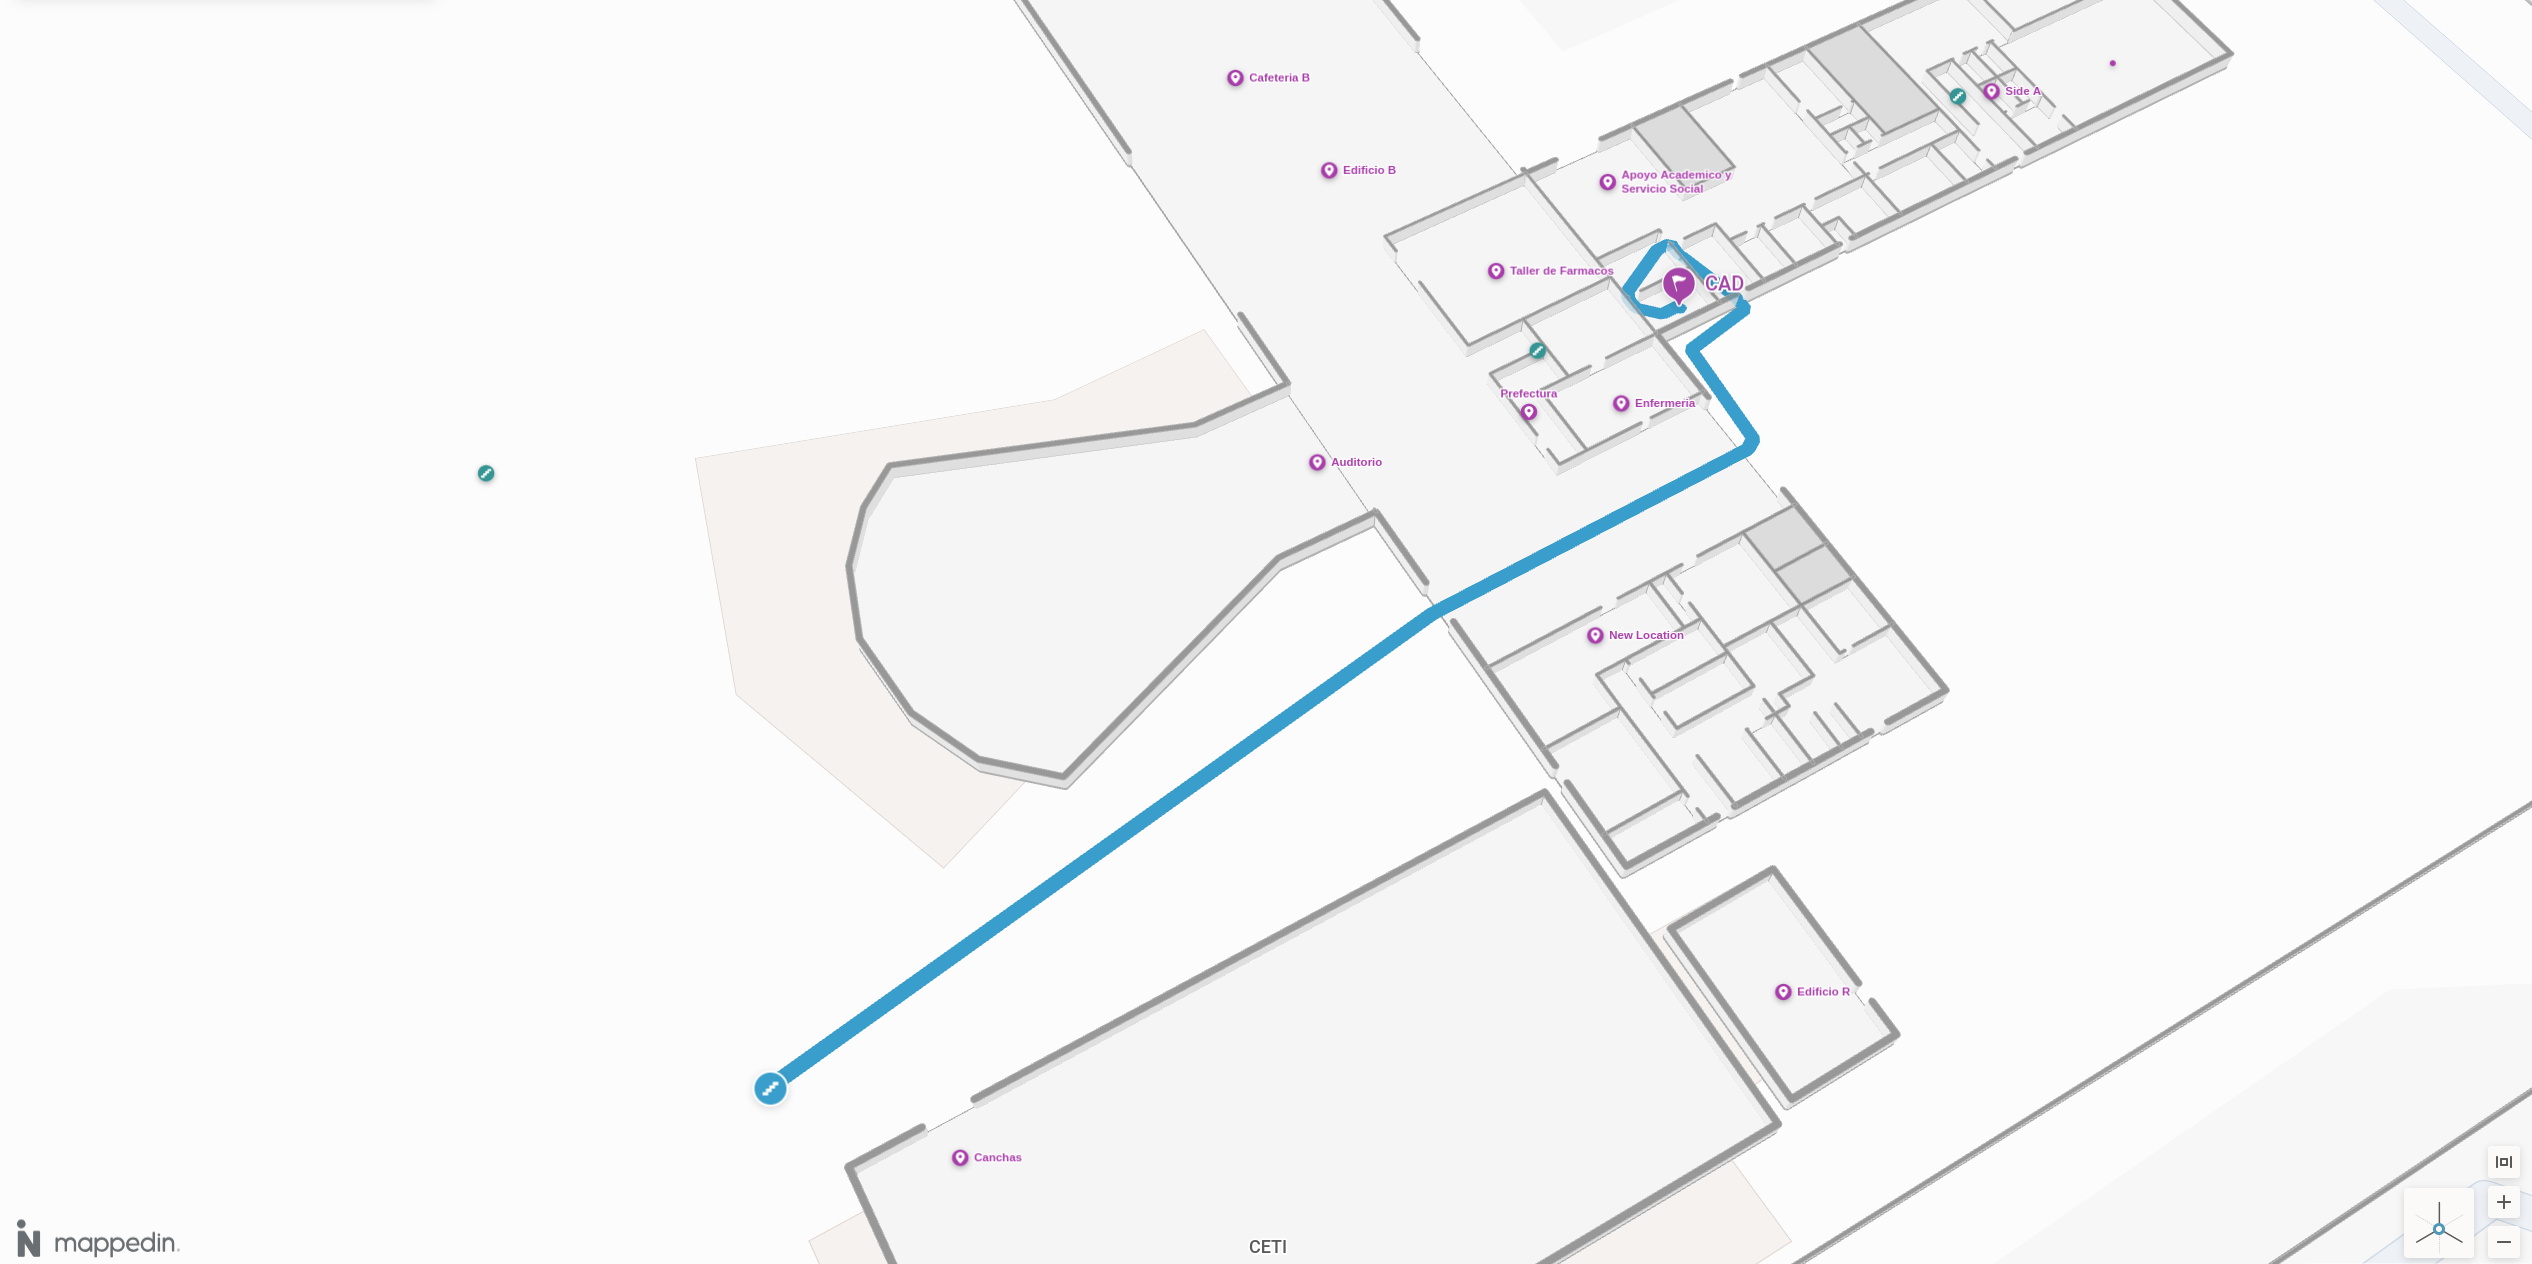 Cafeteria B
Side A
Edificio B
Apoyo Academico y
Servicio Social
Taller de Farmacos
CAD
Prefectura
Enfermeria
Auditorio
New Location
Edificio R
Canchas
CETI
mappedin.